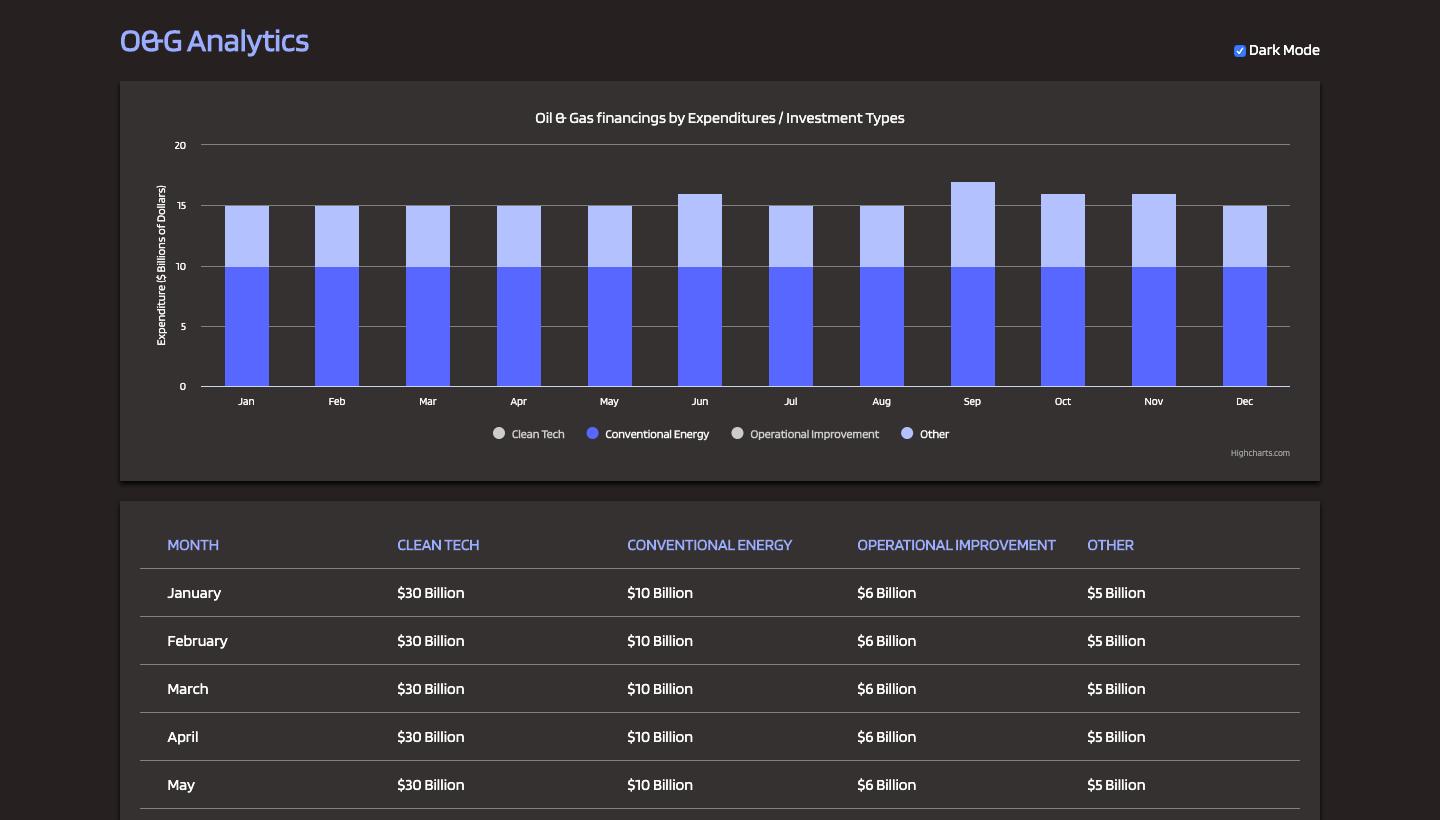 O&G Analytics
Dark Mode
Oil & Gas financings by Expenditures / Investment Types
Expenditure ($ Billions of Dollars)
20
15
10
5
0
Jan Feb Mar Apr May Jun Jul Aug Sep Oct Nov Dec
Clean Tech Conventional Energy Operational Improvement Other
Highcharts.com
MONTH CLEAN TECH CONVENTIONAL ENERGY OPERATIONAL IMPROVEMENT OTHER
January $30 Billion $10 Billion $6 Billion $5 Billion
February $30 Billion $10 Billion $6 Billion $5 Billion
March $30 Billion $10 Billion $6 Billion $5 Billion
April $30 Billion $10 Billion $6 Billion $5 Billion
May $30 Billion $10 Billion $6 Billion $5 Billion